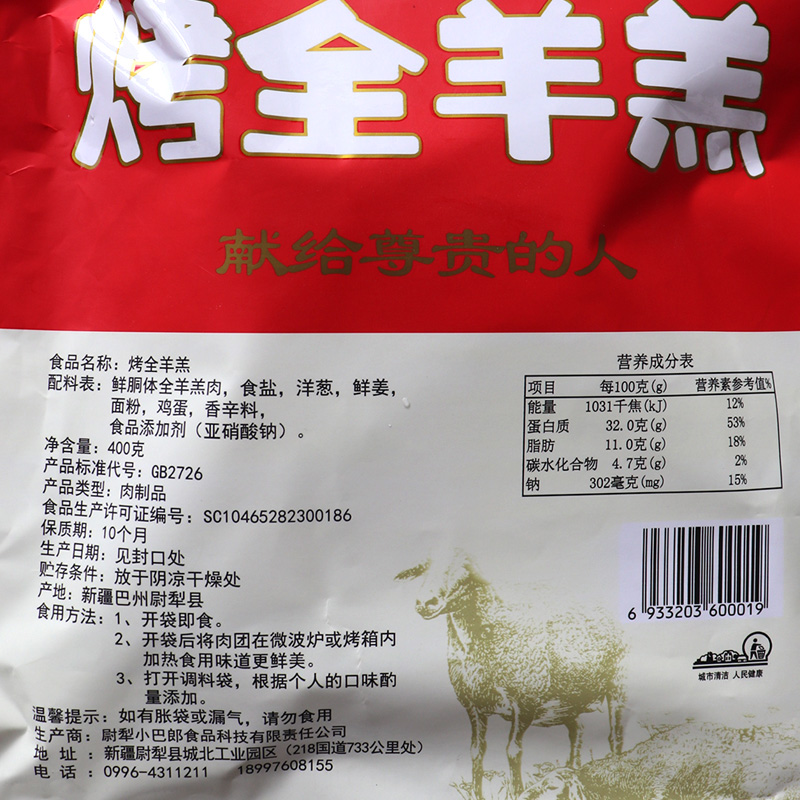 烤全羊羔
献给尊贵的人
食品名称：烤全羊羔
配料表：鲜胴体全羊羔肉，食盐，洋葱，鲜姜，
面粉，鸡蛋，香辛料，
食品添加剂（亚硝酸钠）。
净含量：400克
产品标准代号：GB2726
产品类型：肉制品
食品生产许可证编号：SC10465282300186
保质期：10个月
生产日期：见封口处
贮存条件：放于阴凉干燥处
产地：新疆巴州尉犁县
食用方法：1、开袋即食。
2、开袋后将肉团在微波炉或烤箱内
加热食用味道更鲜美。
3、打开调料袋，根据个人的口味酌
量添加。
温馨提示：如有胀袋或漏气，请勿食用
生产商：尉犁小巴郎食品科技有限责任公司
地址：新疆尉犁县城北工业园区（218国道733公里处）
电话：0996-4311211 18997608155
营养成分表
项目 每100克(g) 营养素参考值%
能量 1031千焦(kJ) 12%
蛋白质 32.0克(g) 53%
脂肪 11.0克(g) 18%
碳水化合物 4.7克(g) 2%
钠 302毫克(mg) 15%
6 933203 600019
城市清洁 人民健康